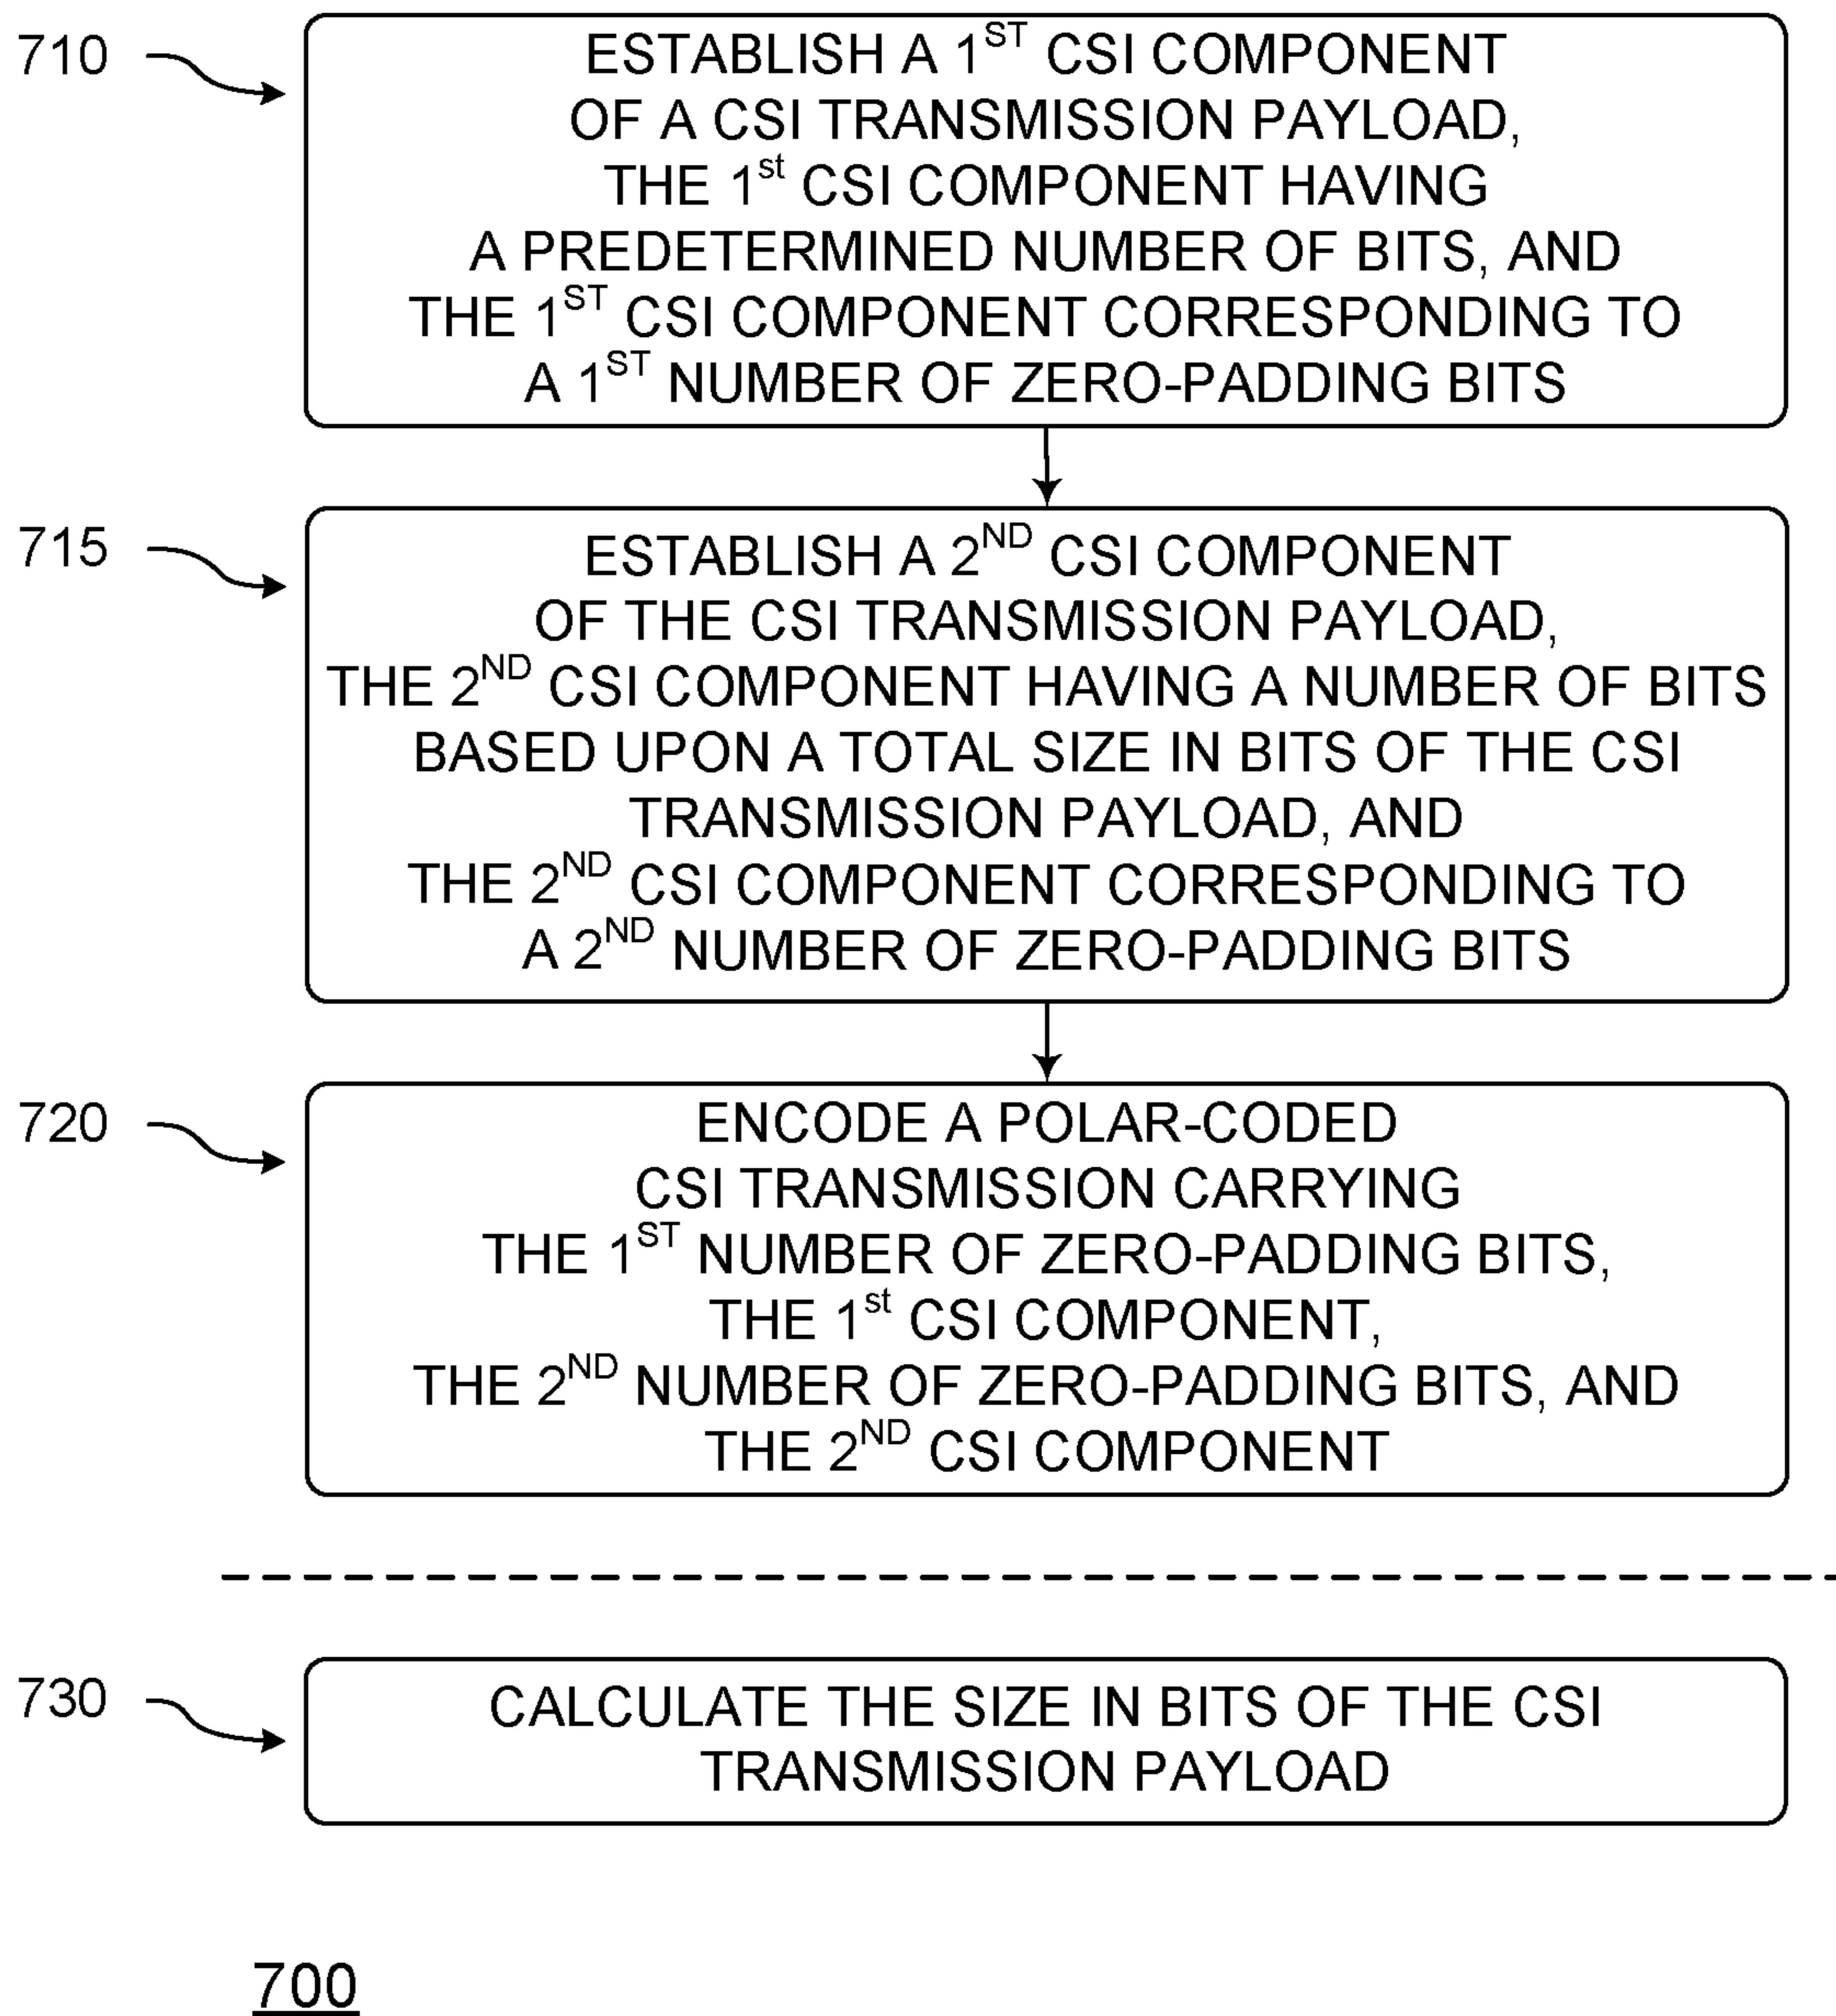 710
ESTABLISH A 1ST CSI COMPONENT
OF A CSI TRANSMISSION PAYLOAD,
THE 1st CSI COMPONENT HAVING
A PREDETERMINED NUMBER OF BITS, AND
THE 1ST CSI COMPONENT CORRESPONDING TO
A 1ST NUMBER OF ZERO-PADDING BITS
715
ESTABLISH A 2ND CSI COMPONENT
OF THE CSI TRANSMISSION PAYLOAD,
THE 2ND CSI COMPONENT HAVING A NUMBER OF BITS
BASED UPON A TOTAL SIZE IN BITS OF THE CSI
TRANSMISSION PAYLOAD, AND
THE 2ND CSI COMPONENT CORRESPONDING TO
A 2ND NUMBER OF ZERO-PADDING BITS
720
ENCODE A POLAR-CODED
CSI TRANSMISSION CARRYING
THE 1ST NUMBER OF ZERO-PADDING BITS,
THE 1st CSI COMPONENT,
THE 2ND NUMBER OF ZERO-PADDING BITS, AND
THE 2ND CSI COMPONENT
730
CALCULATE THE SIZE IN BITS OF THE CSI
TRANSMISSION PAYLOAD
700